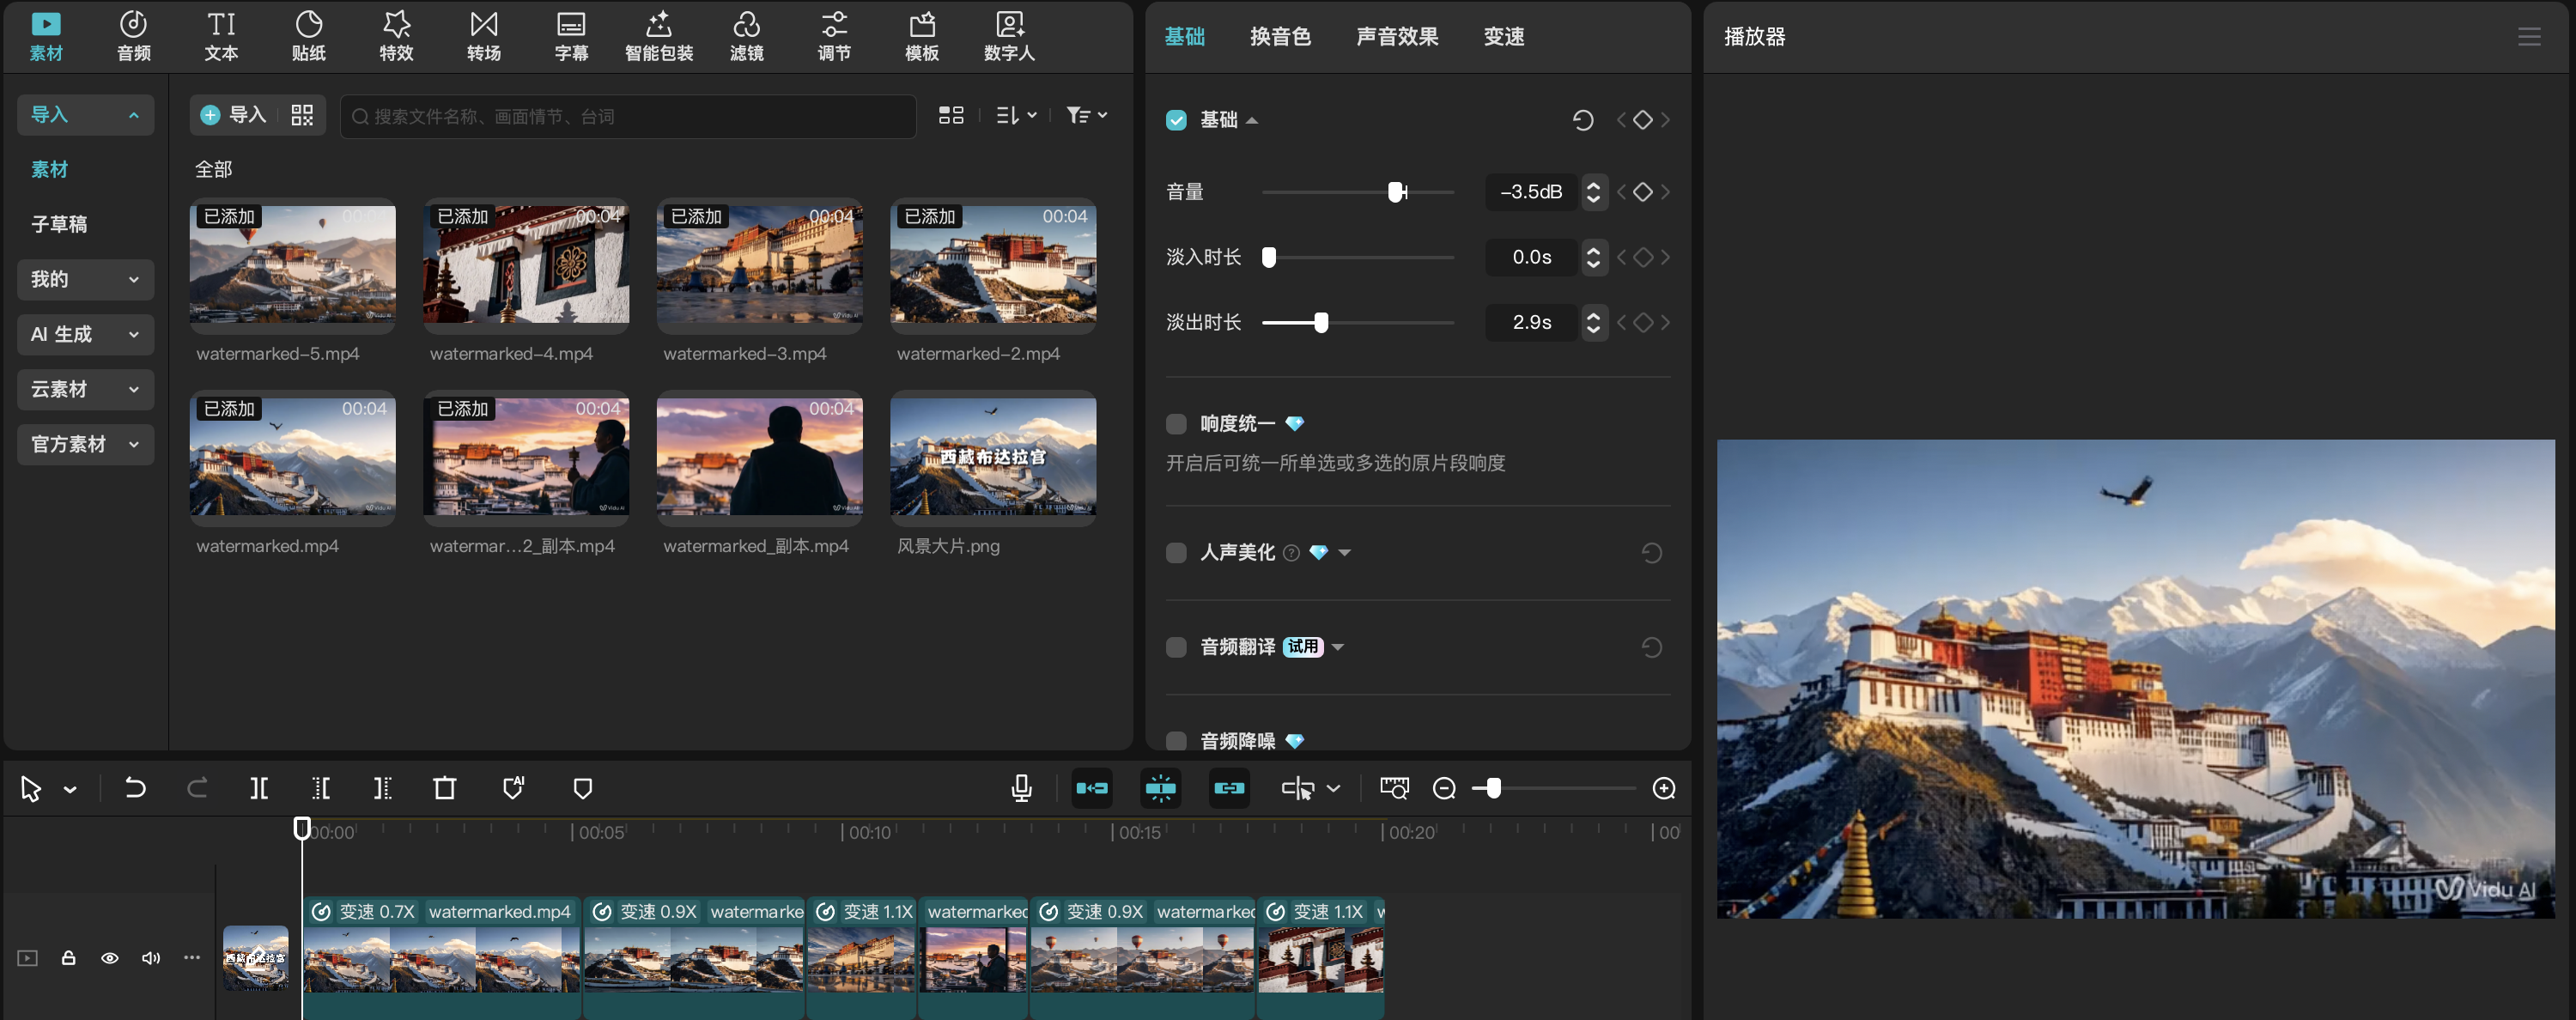 素材
音频
文本
贴纸
特效
转场
字幕
智能包装
滤镜
调节
模板
数字人
导入
素材
子草稿
我的
AI 生成
云素材
官方素材
导入
搜索文件名称、画面情节、台词
全部
已添加
已添加 00:04
已添加 00:04
已添加 00:04
watermarked-5.mp4
watermarked-4.mp4
watermarked-3.mp4
watermarked-2.mp4
已添加 00:04
已添加 00:04
00:04
西藏布达拉宫
watermarked.mp4
watermar...2_副本.mp4
watermarked_副本.mp4
风景大片.png
基础 换音色 声音效果 变速
基础
音量 -3.5dB
淡入时长 0.0s
淡出时长 2.9s
响度统一
开启后可统一所单选或多选的原片段响度
人声美化
音频翻译 试用
音频降噪
播放器
Vidu AI
AI
00:00 00:05 00:10 00:15 00:20 00
变速 0.7X watermarked.mp4
变速 0.9X watermarke
变速 1.1X
watermarked
变速 0.9X watermarked
变速 1.1X w
西藏布达拉宫